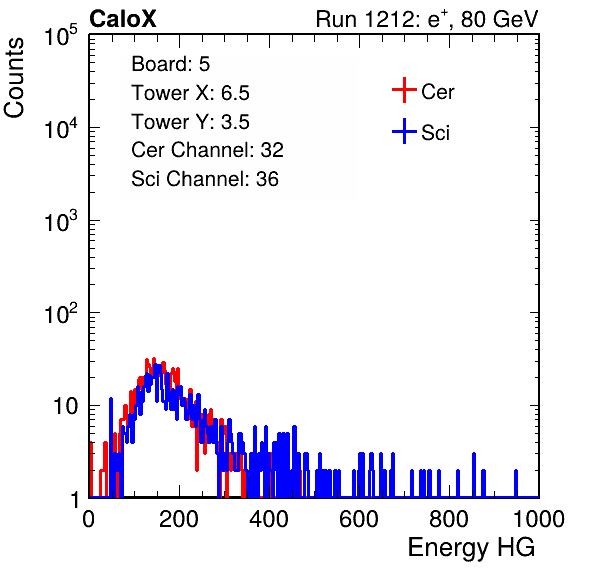 CaloX
Run 1212: e⁺, 80 GeV
Counts
10⁵
10⁴
10³
10²
10
1
Board: 5
Tower X: 6.5
Tower Y: 3.5
Cer Channel: 32
Sci Channel: 36
Cer
Sci
0 200 400 600 800 1000
Energy HG